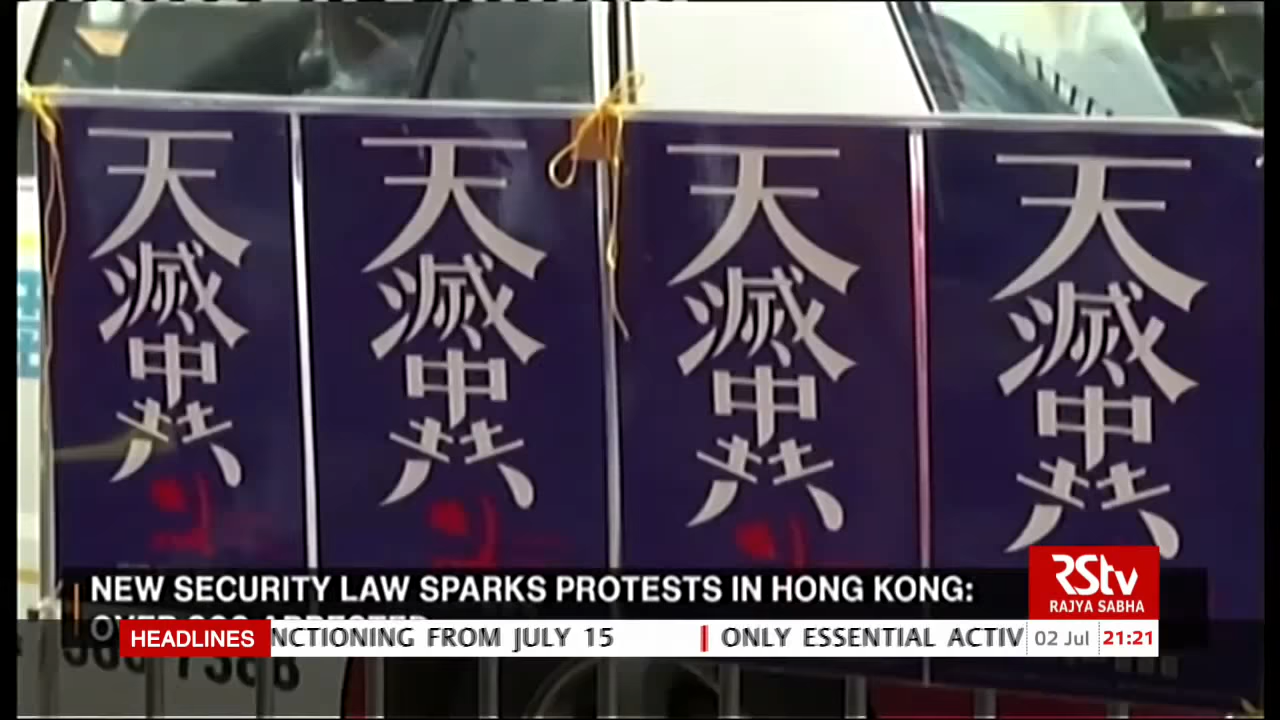 天滅中共
天滅中共
天滅中共
天滅中共
NEW SECURITY LAW SPARKS PROTESTS IN HONG KONG:
RSTV
RAJYA SABHA
HEADLINES
NCTIONING FROM JULY 15
ONLY ESSENTIAL ACTIV
02 Jul
21:21